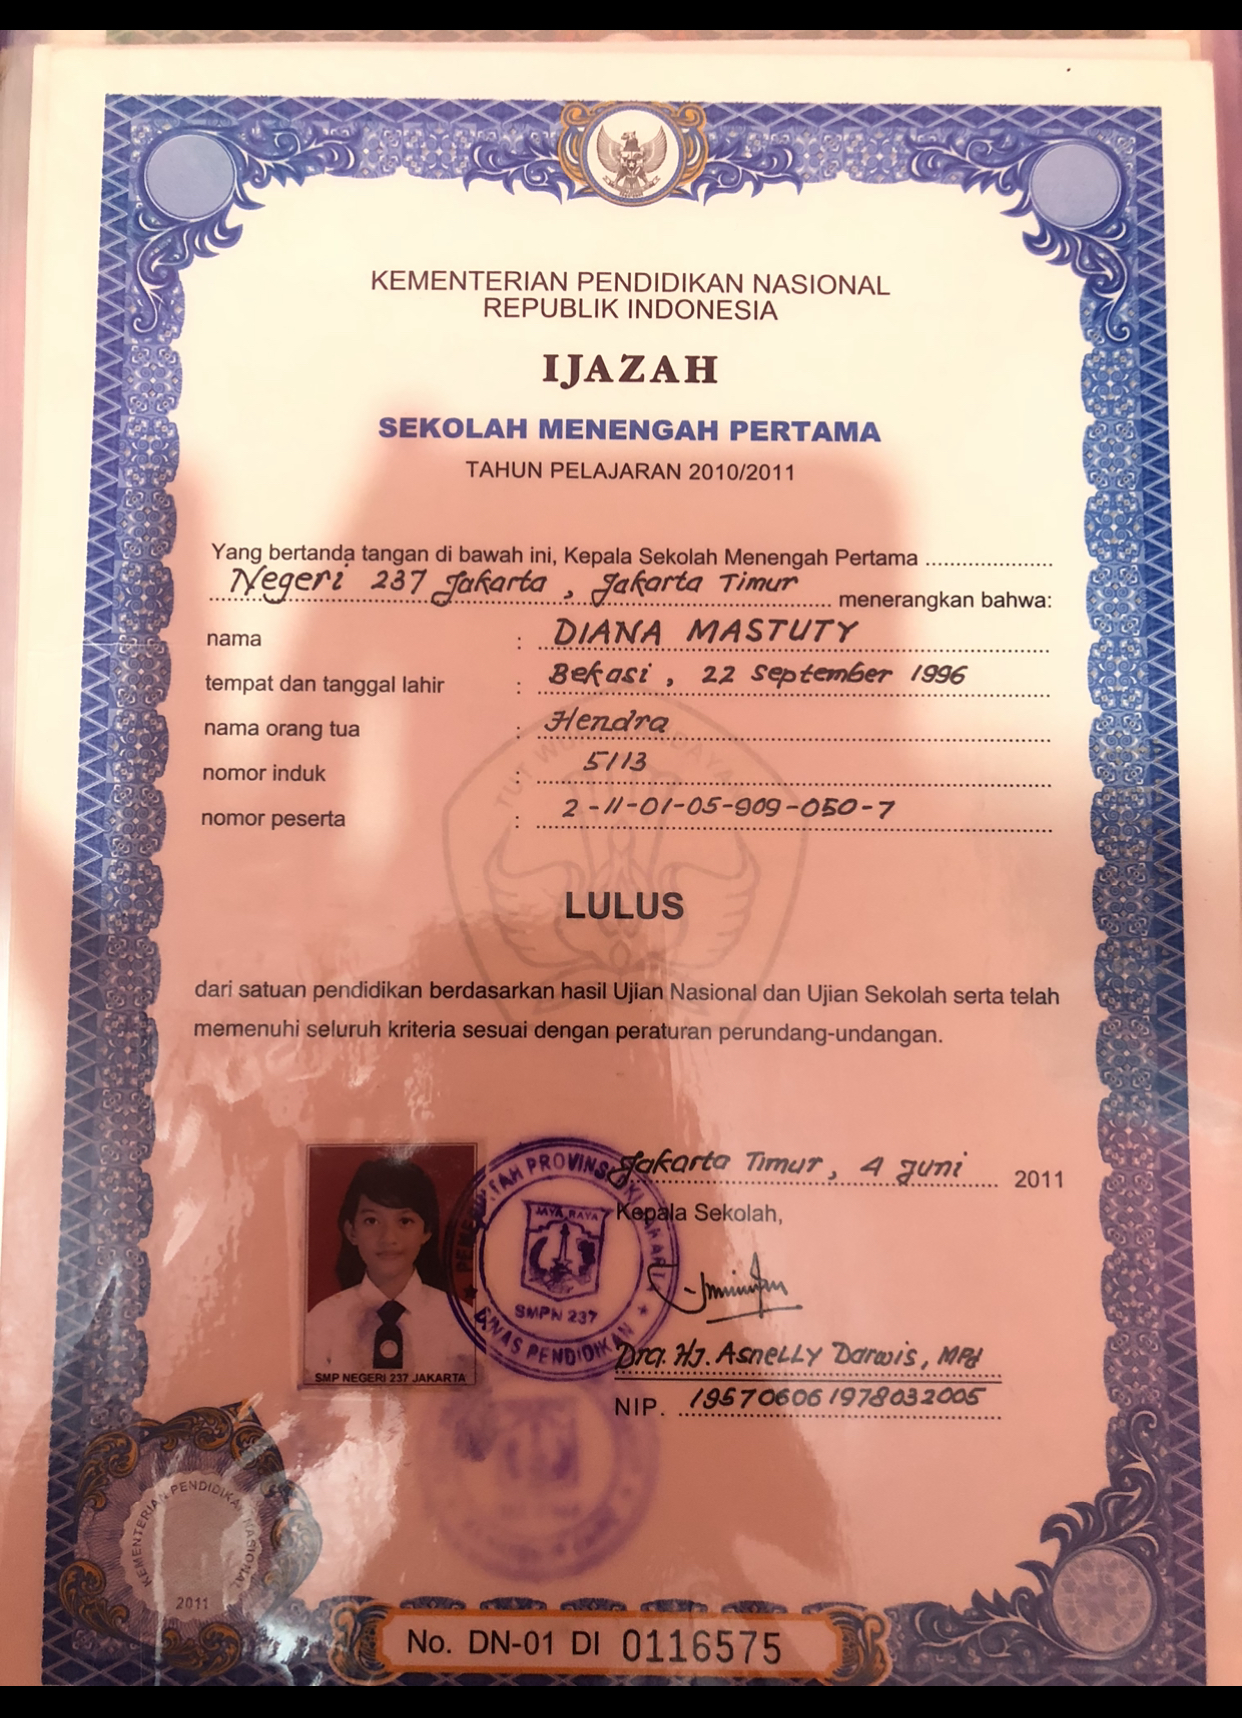 KEMENTERIAN PENDIDIKAN NASIONAL
REPUBLIK INDONESIA
IJAZAH
SEKOLAH MENENGAH PERTAMA
TAHUN PELAJARAN 2010/2011
Yang bertanda tangan di bawah ini, Kepala Sekolah Menengah Pertama
Negeri 237 Jakarta, Jakarta Timur menerangkan bahwa:
nama : DIANA MASTUTY
tempat dan tanggal lahir : Bekasi, 22 September 1996
nama orang tua : Hendra
nomor induk : 5113
nomor peserta : 2-11-01-05-909-050-7
TUT WURI HANDAYANI
LULUS
dari satuan pendidikan berdasarkan hasil Ujian Nasional dan Ujian Sekolah serta telah
memenuhi seluruh kriteria sesuai dengan peraturan perundang-undangan.
Jakarta Timur, 4 Juni 2011
Kepala Sekolah,
PEMERINTAH PROVINSI DKI JAKARTA
JAYA RAYA
SMPN 237
DINAS PENDIDIKAN
SMP NEGERI 237 JAKARTA
Dra. Hj. Asnelly Darwis, MPd
NIP. 195706061978032005
KEMENTERIAN PENDIDIKAN NASIONAL
2011
No. DN-01 DI 0116575